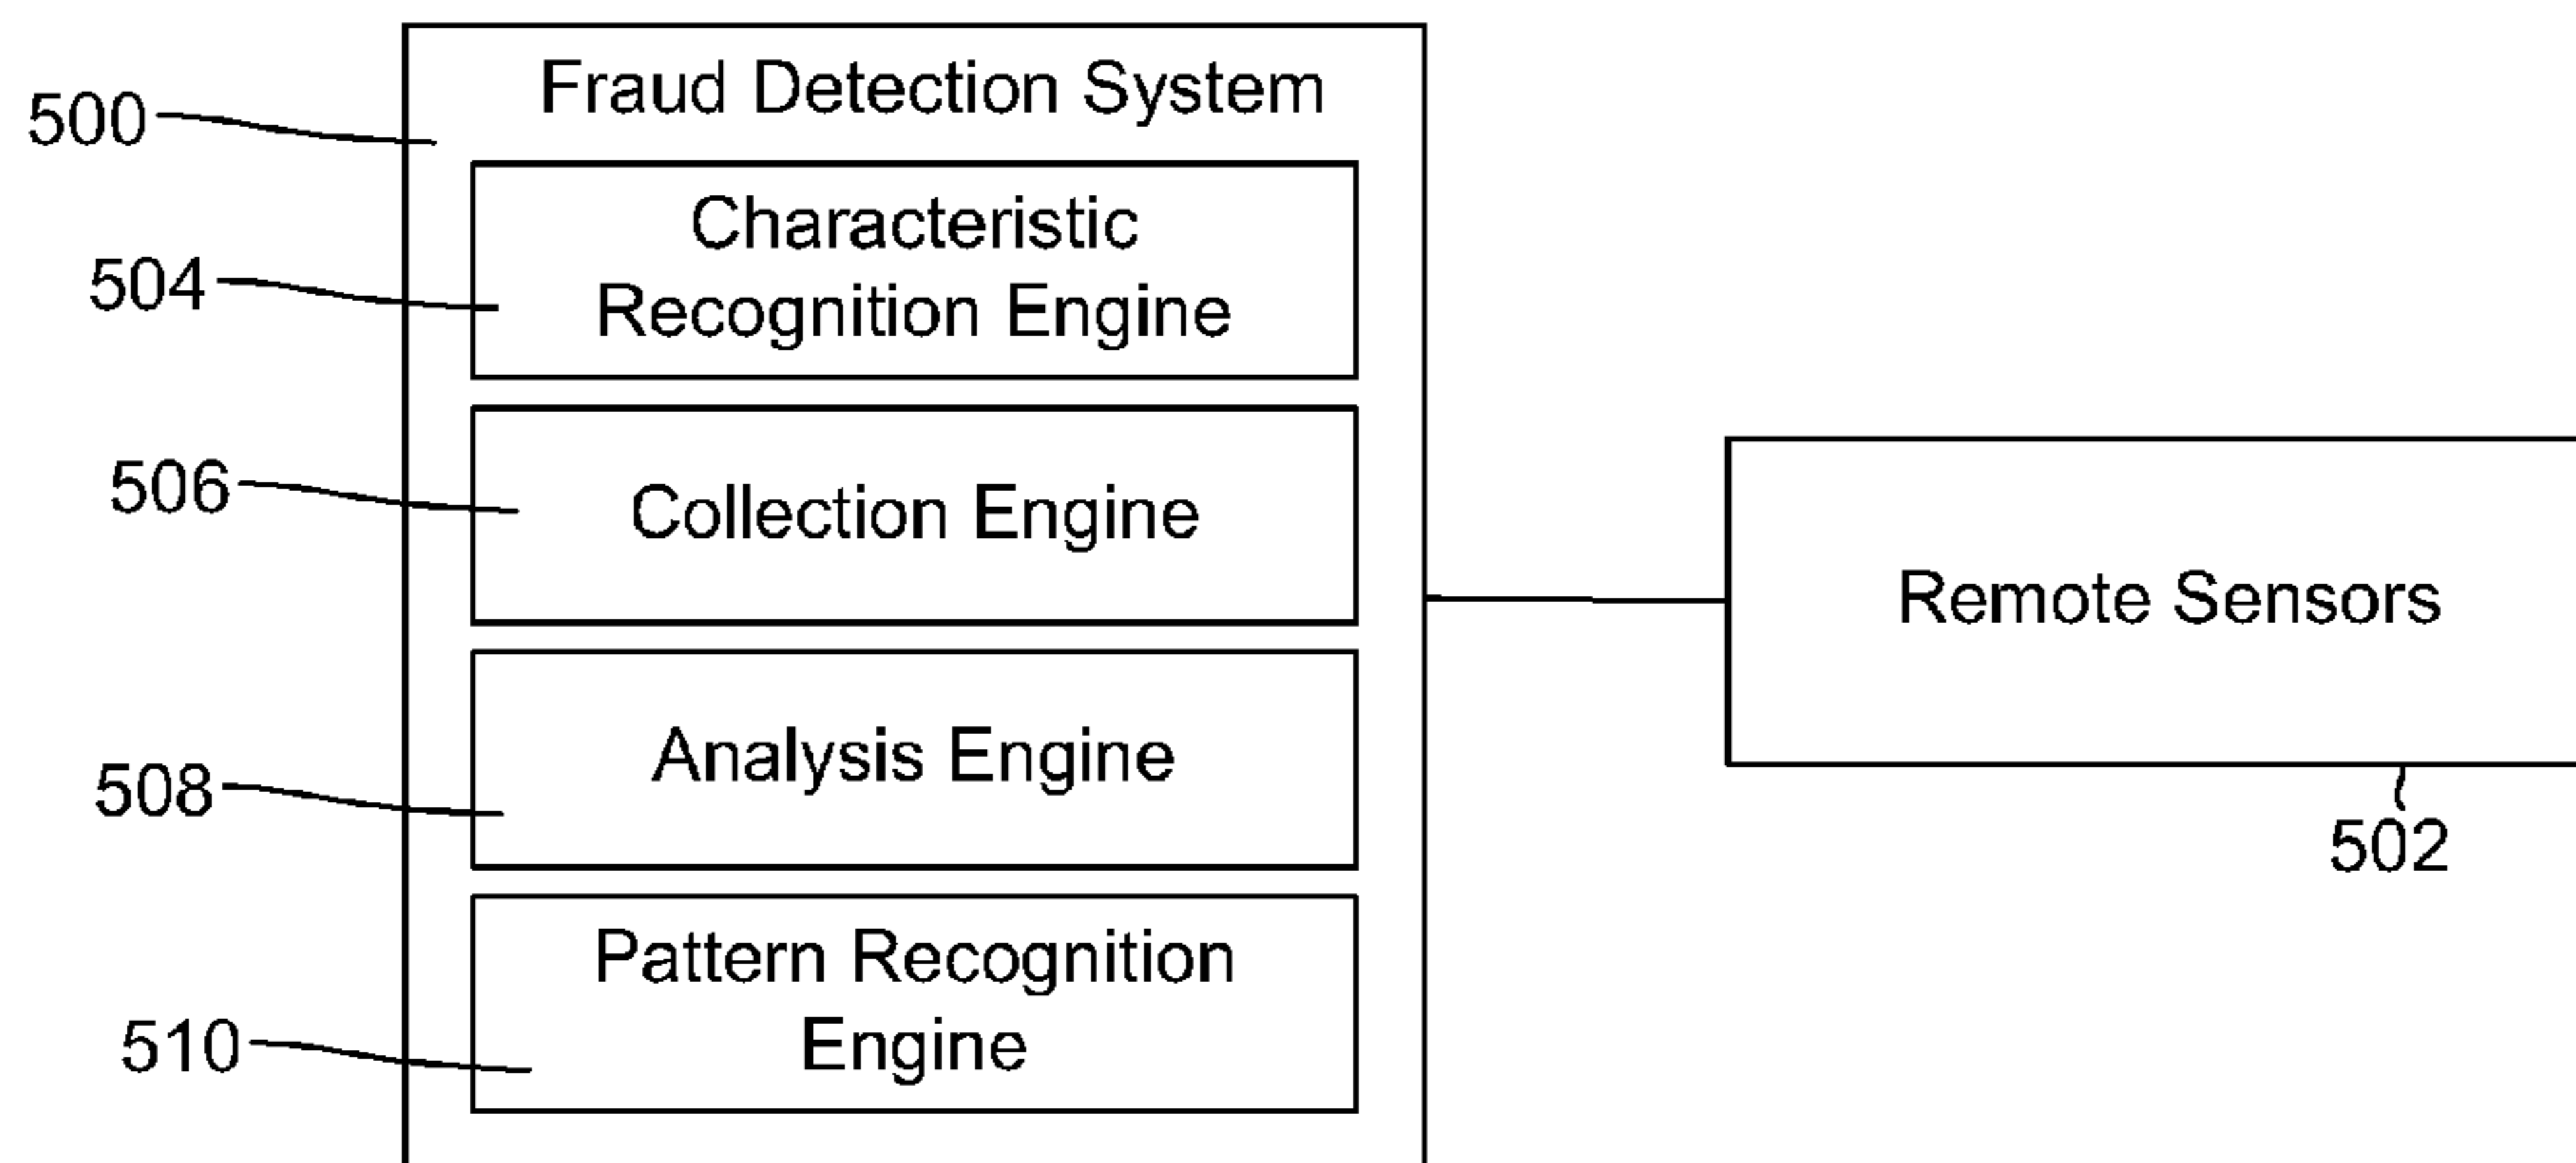 Fraud Detection System
500
Characteristic
Recognition Engine
504
506
Collection Engine
Remote Sensors
Analysis Engine
508
502
Pattern Recognition
Engine
510